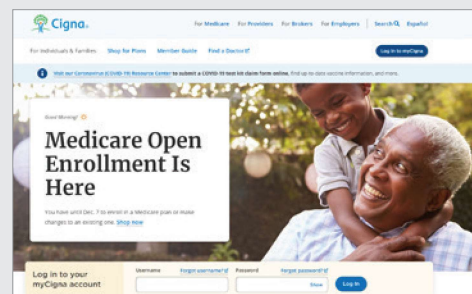 Cigna.
For Medicare For Providers For Brokers For Employers Search Español
For Individuals & Families Shop for Plans Member Guide Find a Doctor Log in to myCigna
Visit our Coronavirus (COVID-19) Resource Center to submit a COVID-19 test kit claim form online, find up-to-date vaccine information, and more.
Good Morning!
Medicare Open
Enrollment Is
Here
You have until Dec. 7 to enroll in a Medicare plan or make
changes to an existing one. Shop Now
Log in to your
myCigna account
Username Forgot username? Password Forgot password?
Show Log In